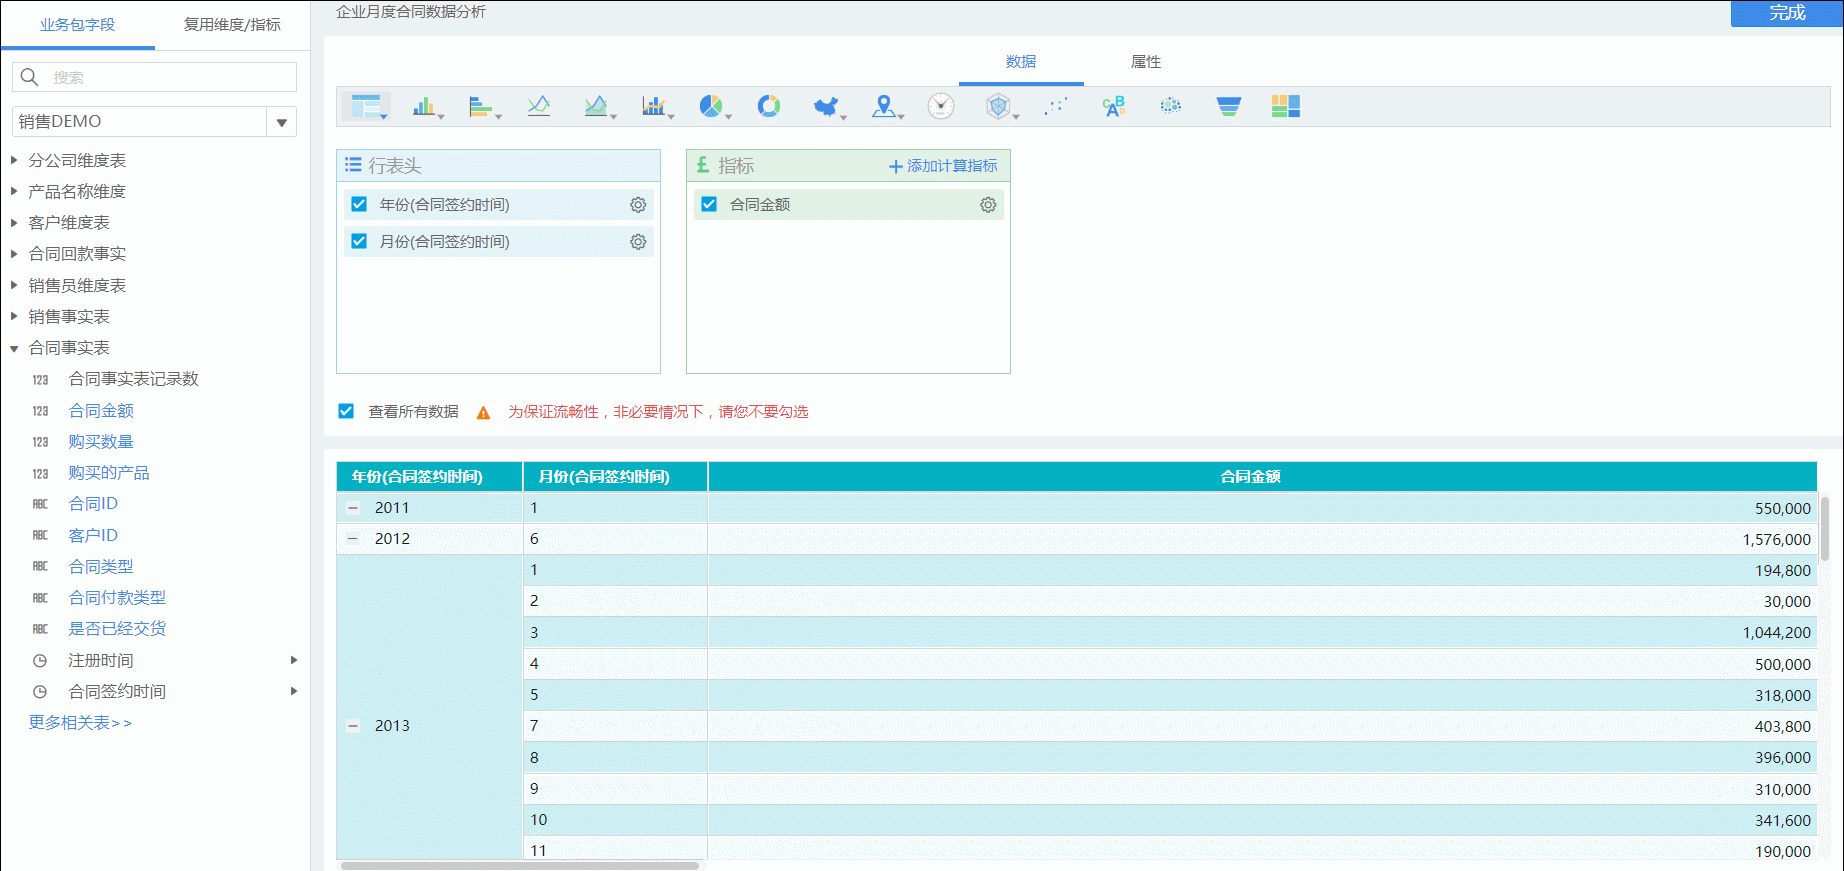 业务包字段
复用维度/指标
搜索
销售DEMO
分公司维度表
产品名称维度
客户维度表
合同回款事实
销售员维度表
销售事实表
合同事实表
123 合同事实表记录数
123 合同金额
123 购买数量
123 购买的产品
ABC 合同ID
ABC 客户ID
ABC 合同类型
ABC 合同付款类型
ABC 是否已经交货
注册时间
合同签约时间
更多相关表>>
企业月度合同数据分析
完成
数据
属性
行表头
年份(合同签约时间)
月份(合同签约时间)
指标
添加计算指标
合同金额
查看所有数据
为保证流畅性，非必要情况下，请您不要勾选
年份(合同签约时间) 月份(合同签约时间) 合同金额
2011 1 550,000
2012 6 1,576,000
1 194,800
2 30,000
3 1,044,200
4 500,000
5 318,000
2013 7 403,800
8 396,000
9 310,000
10 341,600
11 190,000